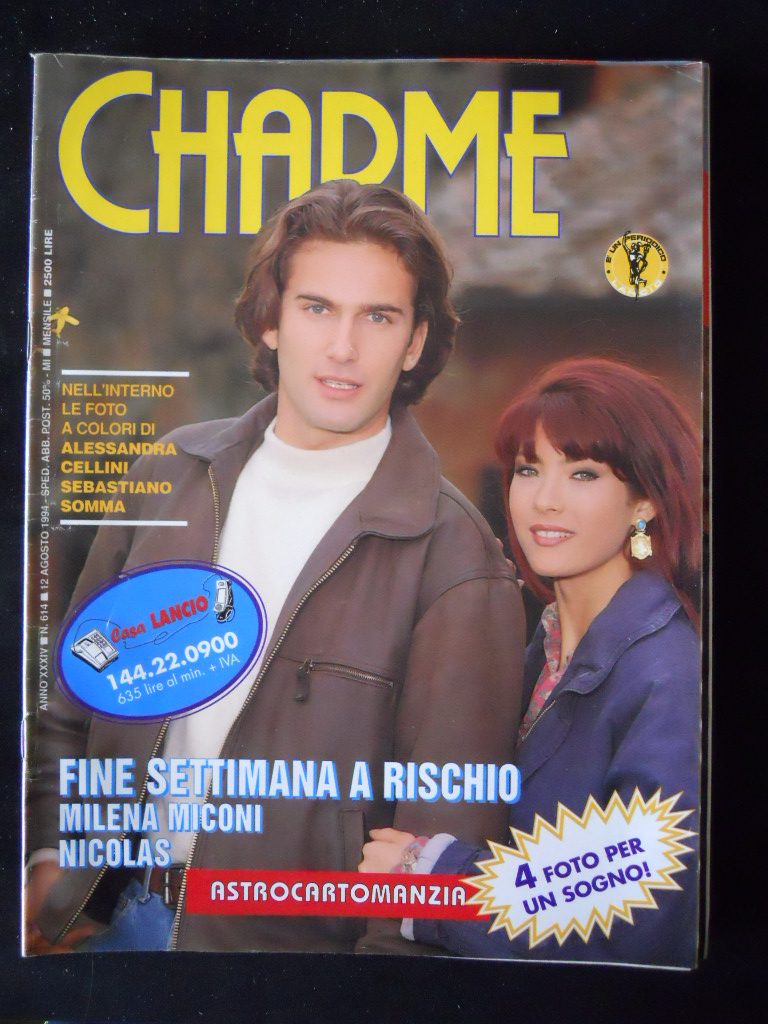 CHARME
È UN PERIODICO
ANNO XXXIV ■ N. 614 ■ 12 AGOSTO 1994 - SPED. ABB. POST. 50% - MI ■ MENSILE ■ 2500 LIRE
NELL'INTERNO
LE FOTO
A COLORI DI
ALESSANDRA
CELLINI
SEBASTIANO
SOMMA
Casa LANCIO
144.22.0900
635 lire al min. + IVA
FINE SETTIMANA A RISCHIO
MILENA MICONI
NICOLAS
ASTROCARTOMANZIA
4 FOTO PER
UN SOGNO!